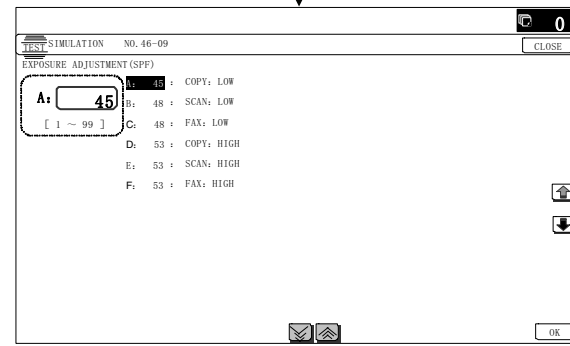 0
TEST SIMULATION NO. 46-09
CLOSE
EXPOSURE ADJUSTMENT(SPF)
A: 45
[ 1 ~ 99 ]
A: 45 : COPY: LOW
B: 48 : SCAN: LOW
C: 48 : FAX: LOW
D: 53 : COPY: HIGH
E: 53 : SCAN: HIGH
F: 53 : FAX: HIGH
OK